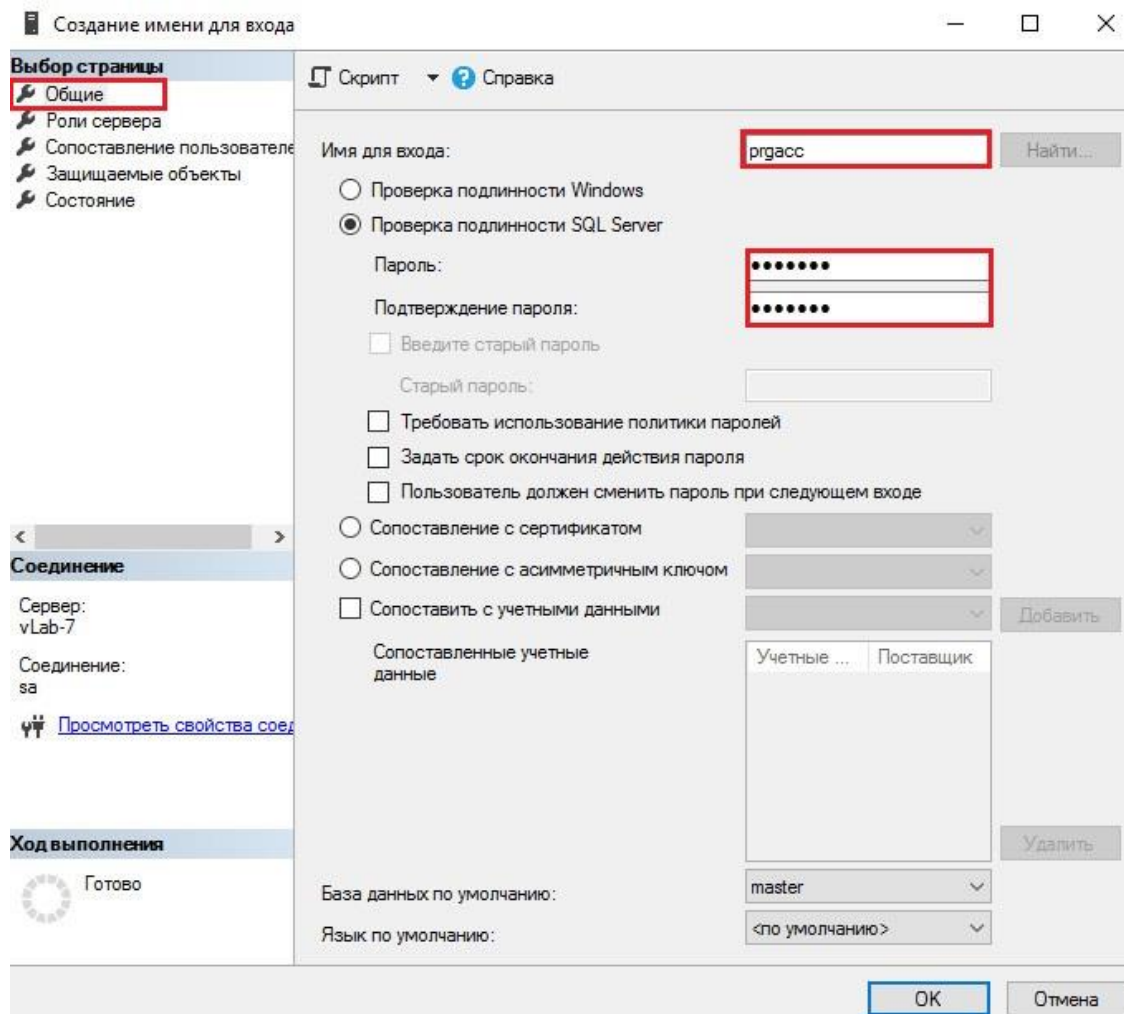 Создание имени для входа
Выбор страницы
Общие
Роли сервера
Сопоставление пользователе
Защищаемые объекты
Состояние
Скрипт
Справка
Имя для входа:
prgacc
Найти...
Проверка подлинности Windows
Проверка подлинности SQL Server
Пароль:
•••••••
Подтверждение пароля:
•••••••
Введите старый пароль
Старый пароль:
Требовать использование политики паролей
Задать срок окончания действия пароля
Пользователь должен сменить пароль при следующем входе
Сопоставление с сертификатом
Сопоставление с асимметричным ключом
Сопоставить с учетными данными
Добавить
Сопоставленные учетные
данные
Учетные ...
Поставщик
Удалить
База данных по умолчанию:
master
Язык по умолчанию:
<по умолчанию>
Соединение
Сервер:
vLab-7
Соединение:
sa
Просмотреть свойства соед
Ход выполнения
Готово
OK
Отмена